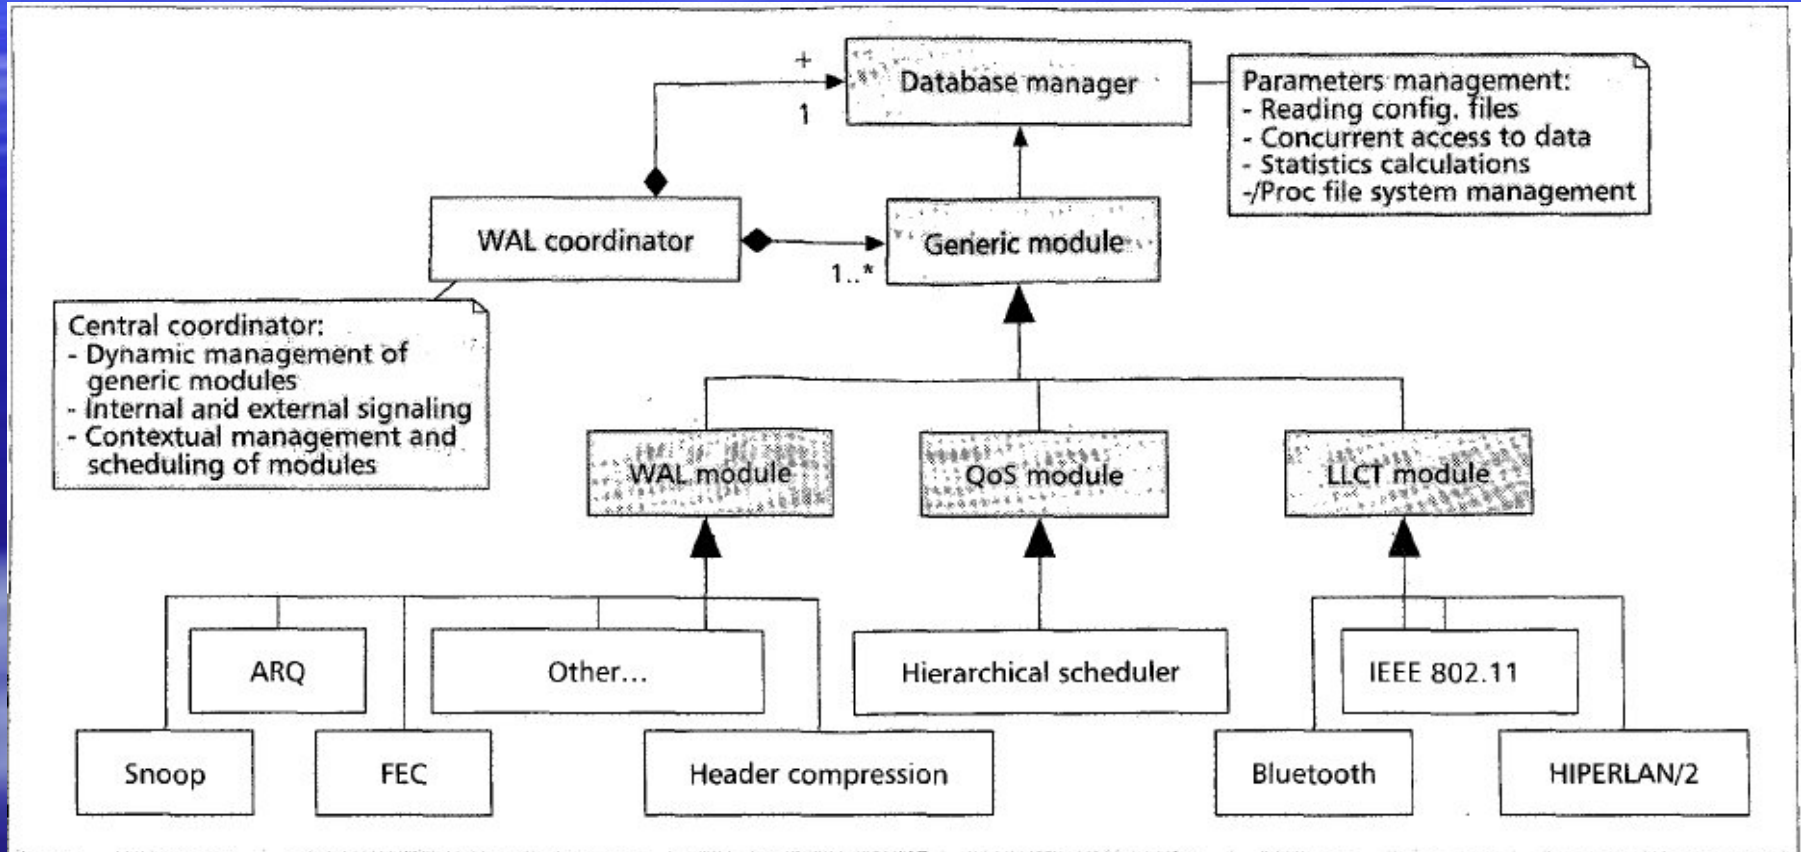 +
1
Database manager
Parameters management:
- Reading config. files
- Concurrent access to data
- Statistics calculations
-/Proc file system management
WAL coordinator
1..*
Generic module
Central coordinator:
- Dynamic management of
generic modules
- Internal and external signaling
- Contextual management and
scheduling of modules
WAL module
QoS module
LLCT module
ARQ
Other...
Hierarchical scheduler
IEEE 802.11
Snoop
FEC
Header compression
Bluetooth
HIPERLAN/2